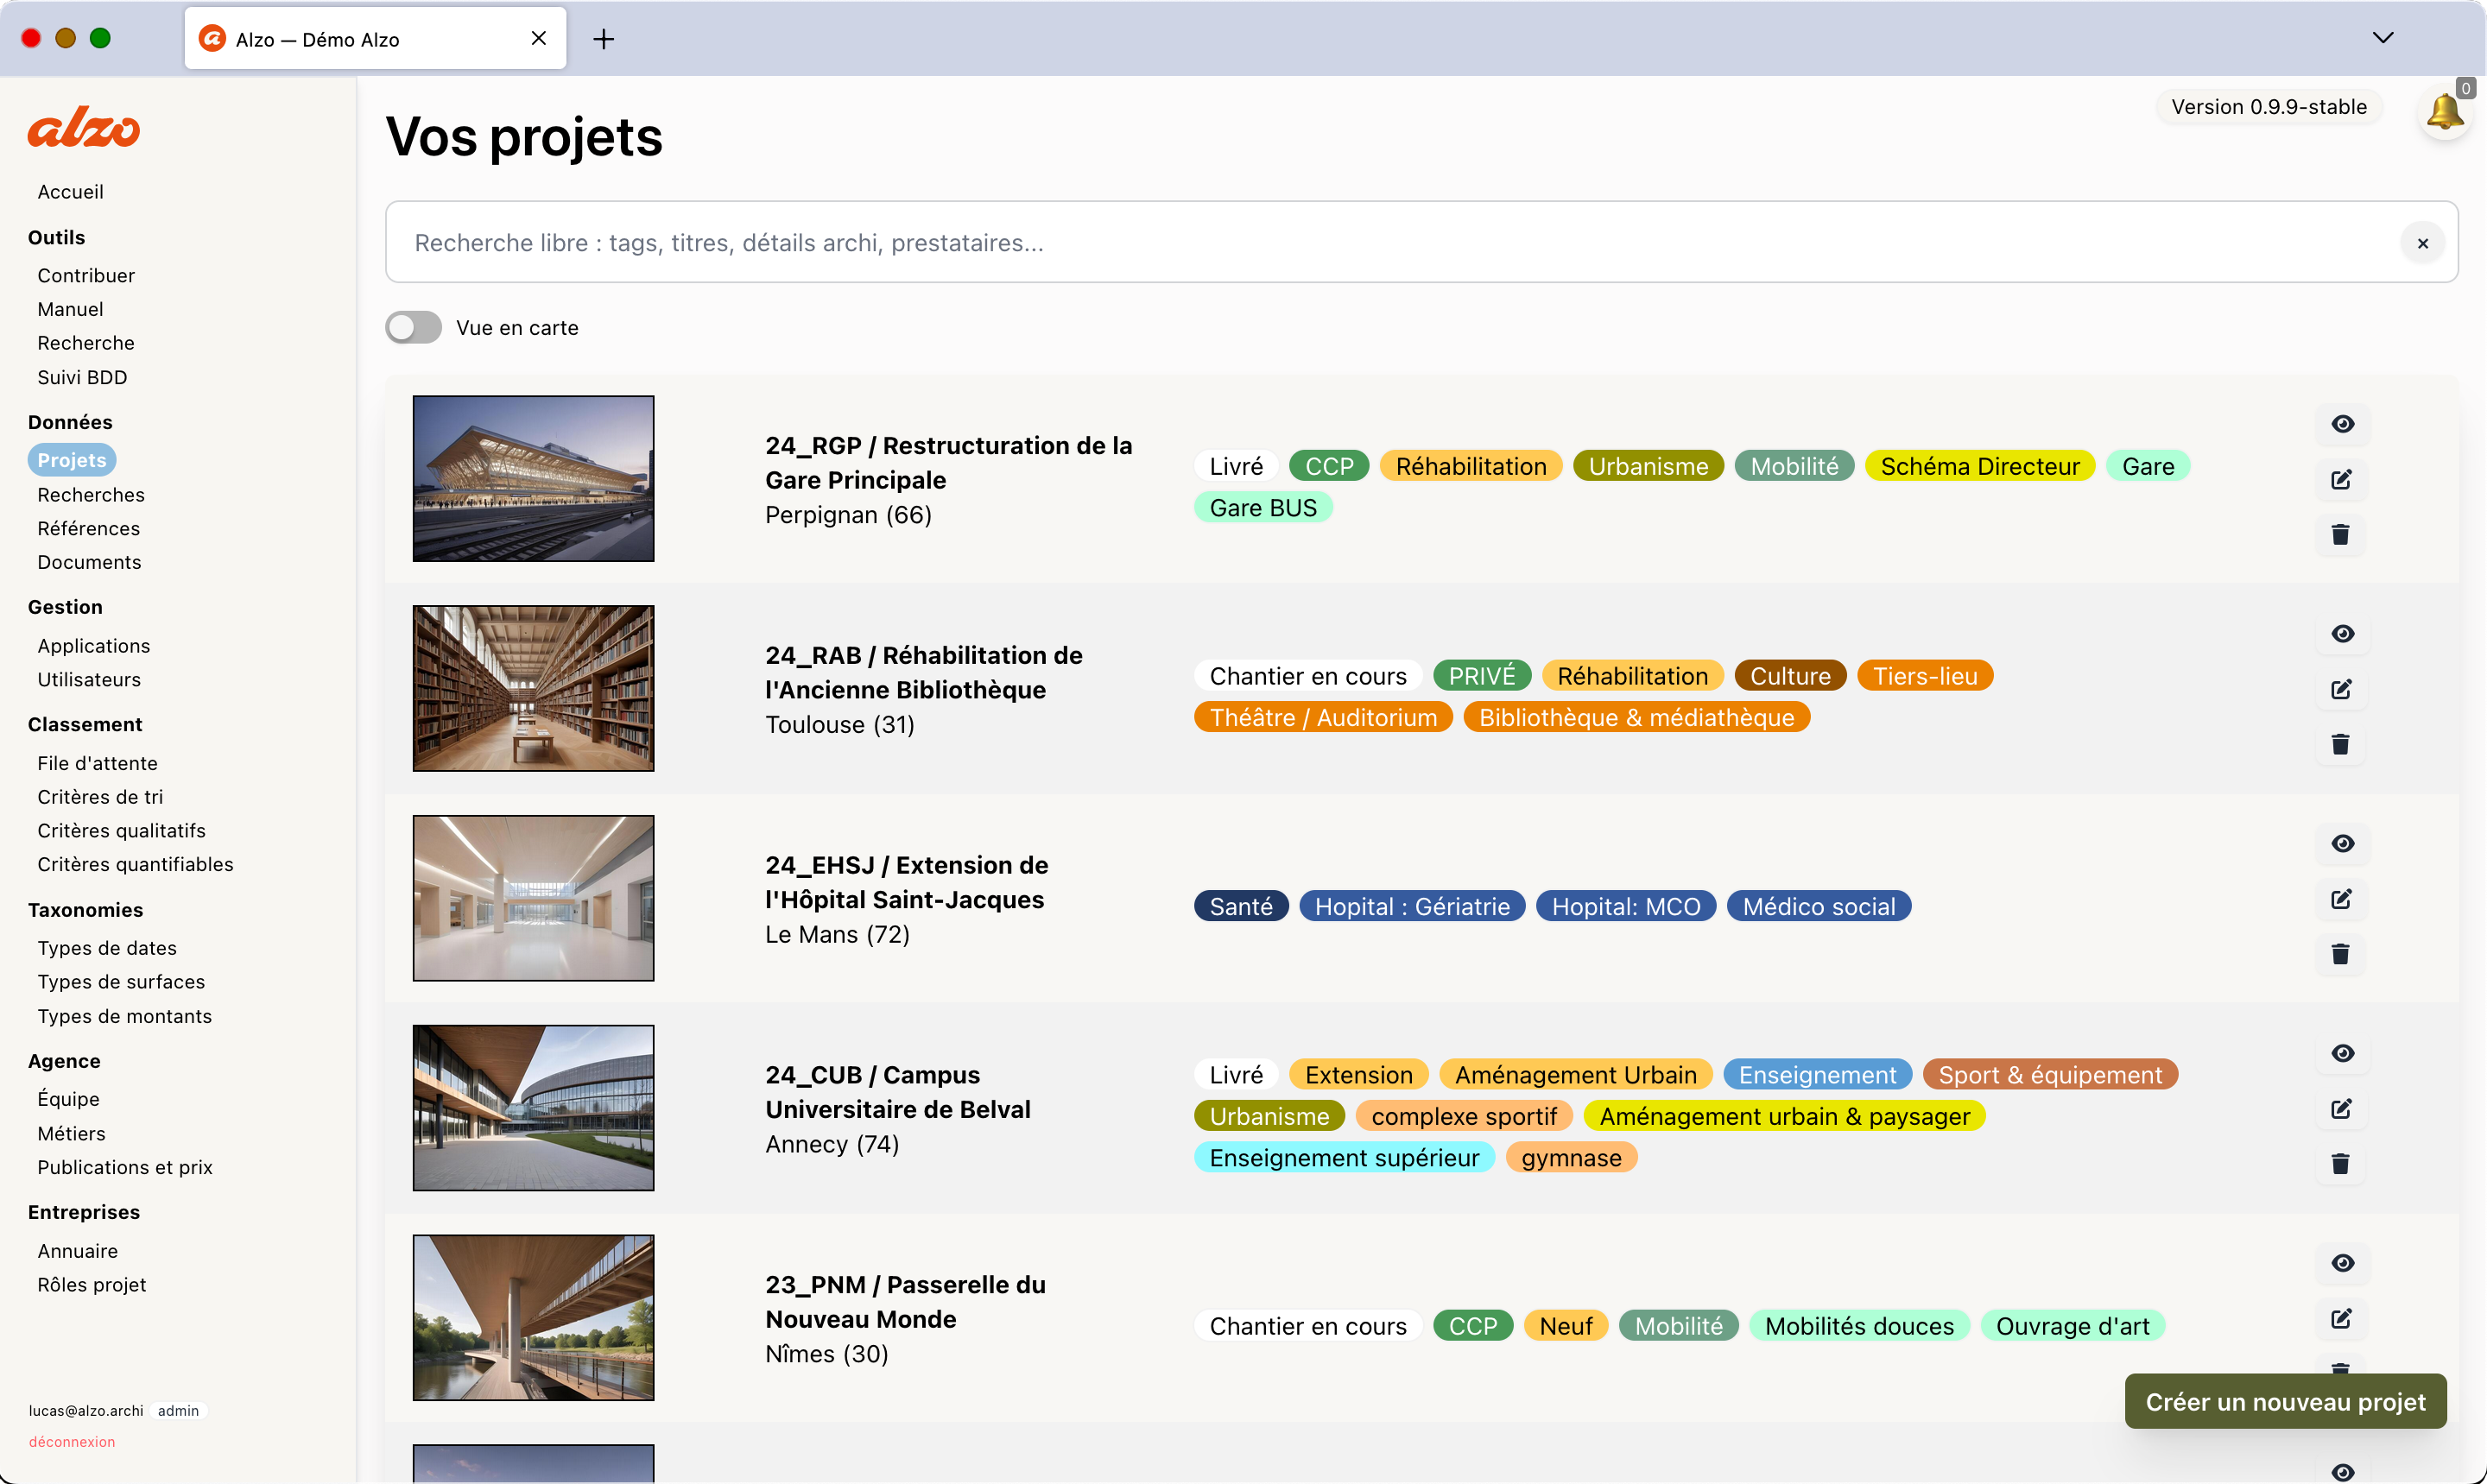 Alzo — Démo Alzo
alzo
Accueil
Outils
Contribuer
Manuel
Recherche
Suivi BDD
Données
Projets
Recherches
Références
Documents
Gestion
Applications
Utilisateurs
Classement
File d'attente
Critères de tri
Critères qualitatifs
Critères quantifiables
Taxonomies
Types de dates
Types de surfaces
Types de montants
Agence
Équipe
Métiers
Publications et prix
Entreprises
Annuaire
Rôles projet
lucas@alzo.archi admin
déconnexion
Version 0.9.9-stable
0
Vos projets
Recherche libre : tags, titres, détails archi, prestataires...
Vue en carte
24_RGP / Restructuration de la
Gare Principale
Perpignan (66)
Livré CCP Réhabilitation Urbanisme Mobilité Schéma Directeur Gare
Gare BUS
24_RAB / Réhabilitation de
l'Ancienne Bibliothèque
Toulouse (31)
Chantier en cours PRIVÉ Réhabilitation Culture Tiers-lieu
Théâtre / Auditorium Bibliothèque & médiathèque
24_EHSJ / Extension de
l'Hôpital Saint-Jacques
Le Mans (72)
Santé Hopital : Gériatrie Hopital: MCO Médico social
24_CUB / Campus
Universitaire de Belval
Annecy (74)
Livré Extension Aménagement Urbain Enseignement Sport & équipement
Urbanisme complexe sportif Aménagement urbain & paysager
Enseignement supérieur gymnase
23_PNM / Passerelle du
Nouveau Monde
Nîmes (30)
Chantier en cours CCP Neuf Mobilité Mobilités douces Ouvrage d'art
Créer un nouveau projet